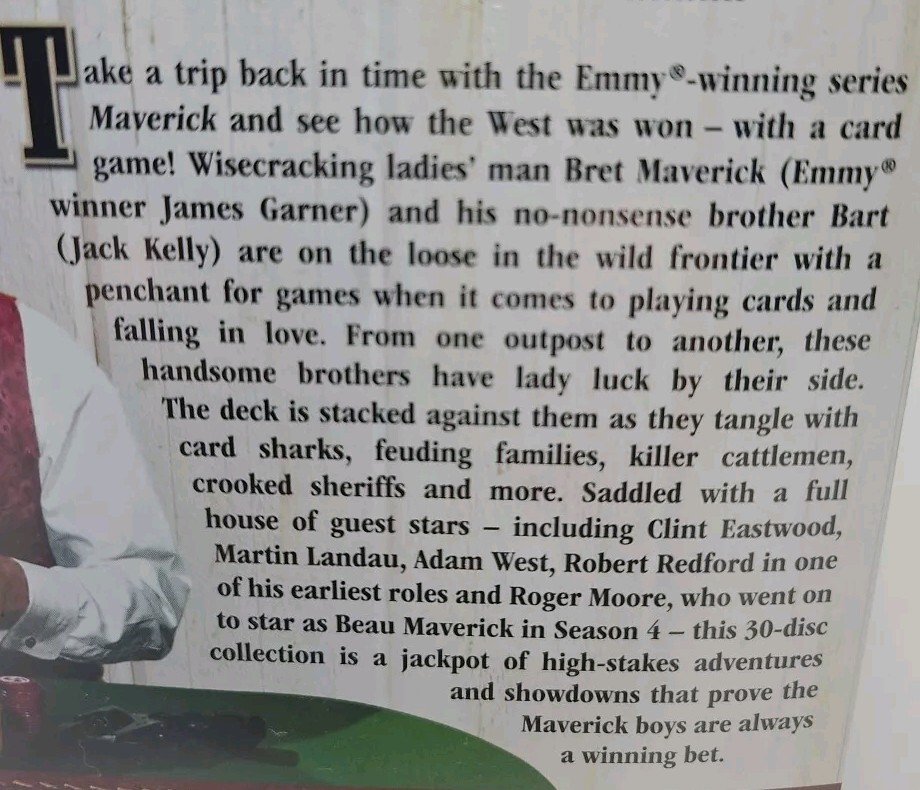 Take a trip back in time with the Emmy®-winning series
Maverick and see how the West was won – with a card
game! Wisecracking ladies' man Bret Maverick (Emmy®
winner James Garner) and his no-nonsense brother Bart
(Jack Kelly) are on the loose in the wild frontier with a
penchant for games when it comes to playing cards and
falling in love. From one outpost to another, these
handsome brothers have lady luck by their side.
The deck is stacked against them as they tangle with
card sharks, feuding families, killer cattlemen,
crooked sheriffs and more. Saddled with a full
house of guest stars – including Clint Eastwood,
Martin Landau, Adam West, Robert Redford in one
of his earliest roles and Roger Moore, who went on
to star as Beau Maverick in Season 4 – this 30-disc
collection is a jackpot of high-stakes adventures
and showdowns that prove the
Maverick boys are always
a winning bet.